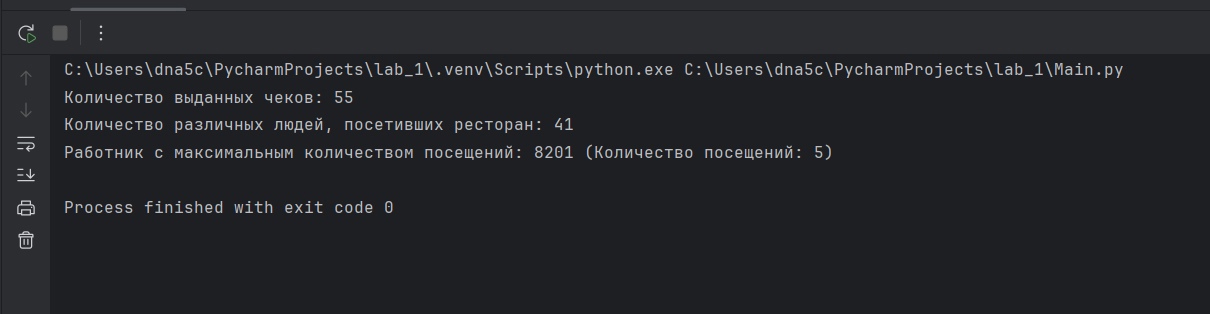 C:\Users\dna5c\PycharmProjects\lab_1\.venv\Scripts\python.exe C:\Users\dna5c\PycharmProjects\lab_1\Main.py
Количество выданных чеков: 55
Количество различных людей, посетивших ресторан: 41
Работник с максимальным количеством посещений: 8201 (Количество посещений: 5)
Process finished with exit code 0